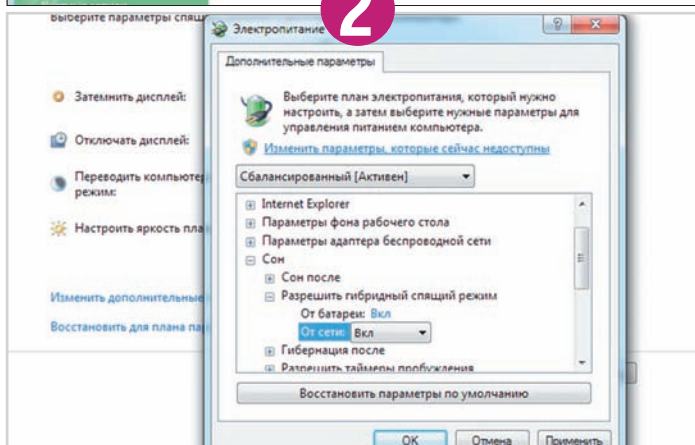 Выберите параметры спящ
2
Электропитание
Дополнительные параметры
Затемнить дисплей:
Отключать дисплей:
Переводить компьютер
режим:
Настроить яркость пла
Изменить дополнительные
Восстановить для плана па
Выберите план электропитания, который нужно
настроить, а затем выберите нужные параметры для
управления питанием компьютера.
Изменить параметры, которые сейчас недоступны
Сбалансированный [Активен]
Internet Explorer
Параметры фона рабочего стола
Параметры адаптера беспроводной сети
Сон
Сон после
Разрешить гибридный спящий режим
От батареи: Вкл
От сети: Вкл
Гибернация после
Разрешить таймеры пробуждения
Восстановить параметры по умолчанию
OK
Отмена
Применить